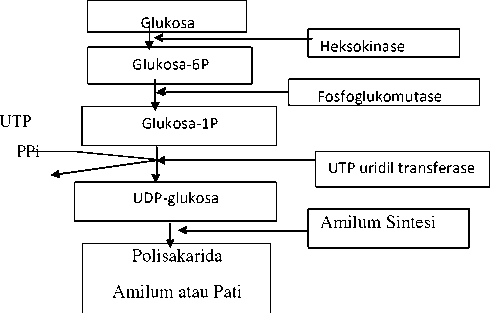 Glukosa
Heksokinase
Glukosa-6P
Fosfoglukomutase
UTP
Glukosa-1P
PPi
UTP uridil transferase
UDP-glukosa
Amilum Sintesi
Polisakarida
Amilum atau Pati